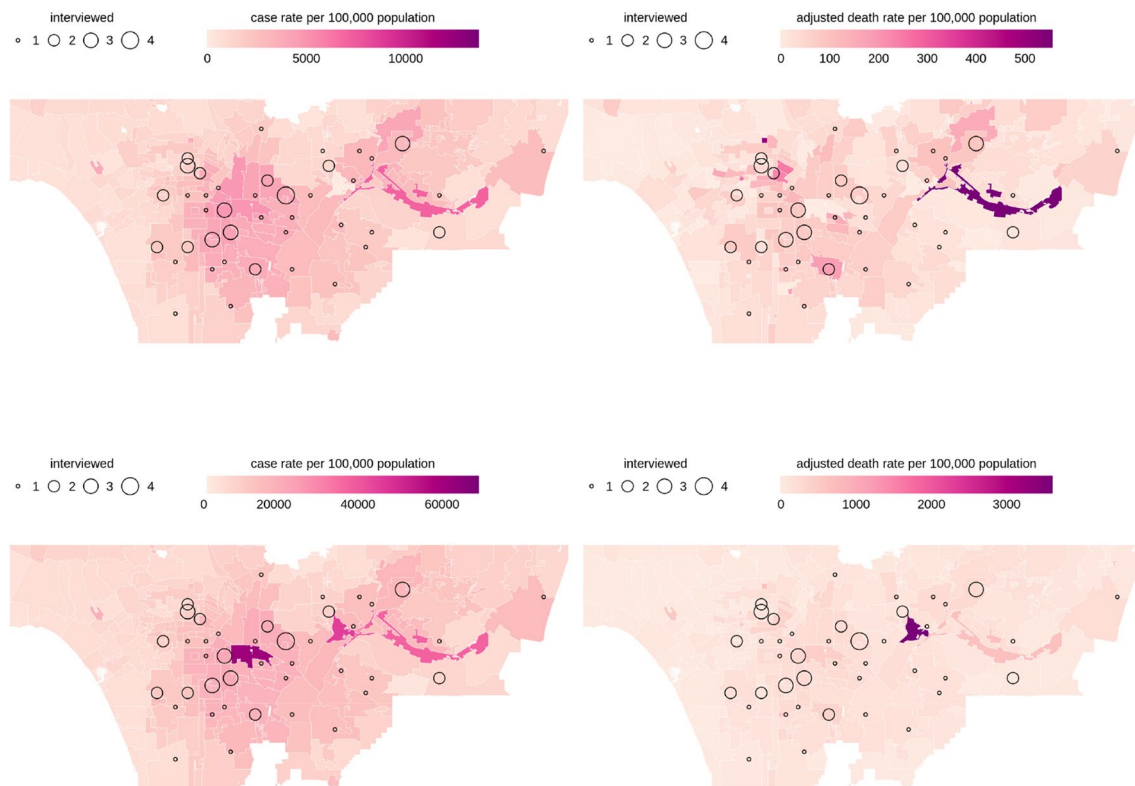 interviewed
1 2 3 4
case rate per 100,000 population
0 5000 10000
interviewed
1 2 3 4
adjusted death rate per 100,000 population
0 100 200 300 400 500
interviewed
1 2 3 4
case rate per 100,000 population
0 20000 40000 60000
interviewed
1 2 3 4
adjusted death rate per 100,000 population
0 1000 2000 3000